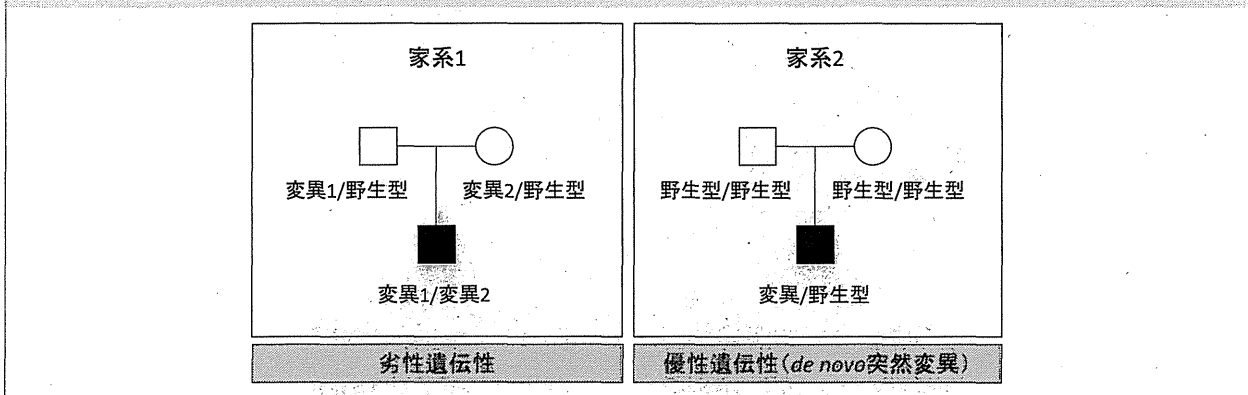 家系1
変異1/野生型 変異2/野生型
変異1/変異2
劣性遺伝性
家系2
野生型/野生型 野生型/野生型
変異/野生型
優性遺伝性(de novo突然変異)